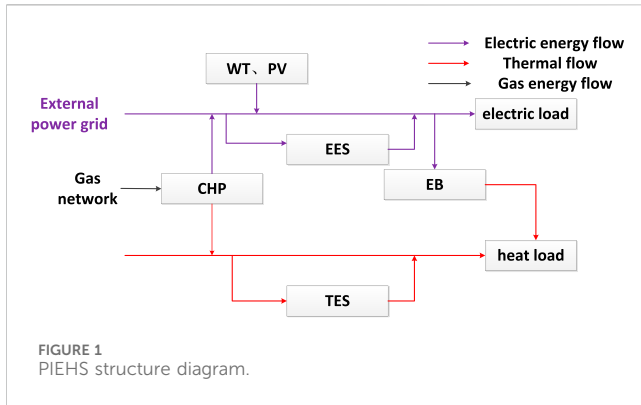 Electric energy flow
Thermal flow
Gas energy flow
WT、PV
External
power grid
electric load
EES
Gas
network
CHP
EB
heat load
TES
FIGURE 1
PIEHS structure diagram.